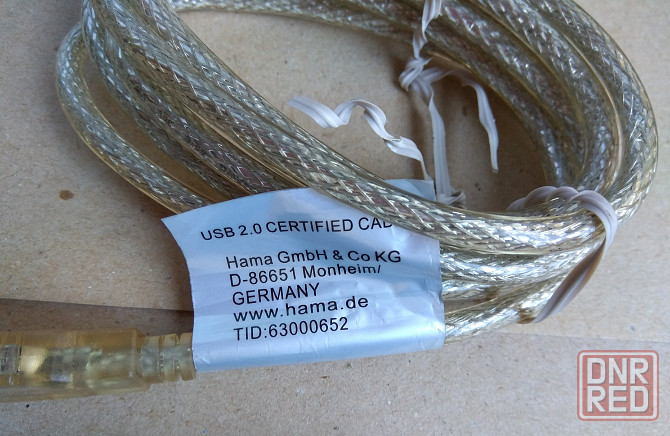 USB 2.0 CERTIFIED CAB
Hama GmbH & Co KG
D-86651 Monheim/
GERMANY
www.hama.de
TID:63000652
DNR
RED